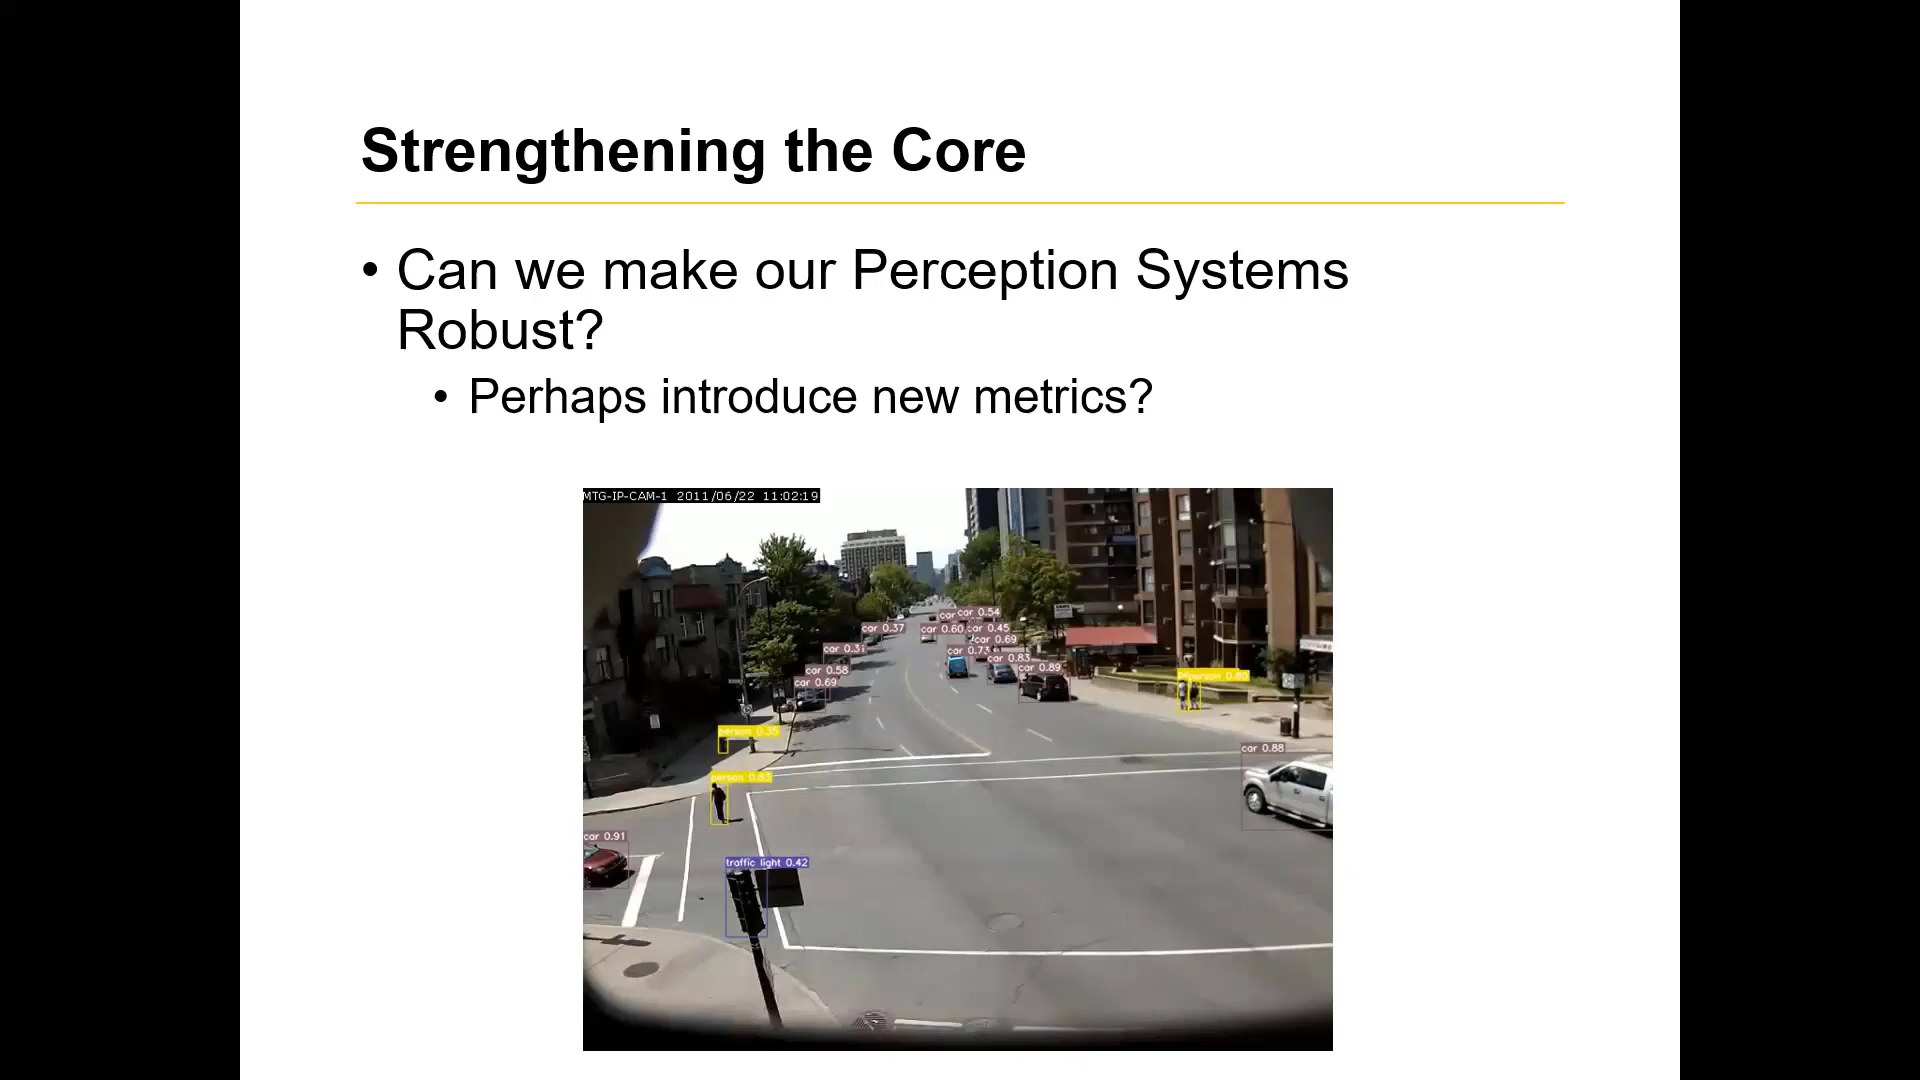 Strengthening the Core
• Can we make our Perception Systems
Robust?
• Perhaps introduce new metrics?
MTG-IP-CAM-1 2011/06/22 11:02:19
car car 0.54
car 0.37
car 0.60 car 0.45
car 0.69
car 0.31
car 0.73
car 0.83
car 0.58
car 0.89
car 0.69
person 0.80
person 0.35
car 0.88
person 0.83
car 0.91
traffic light 0.42